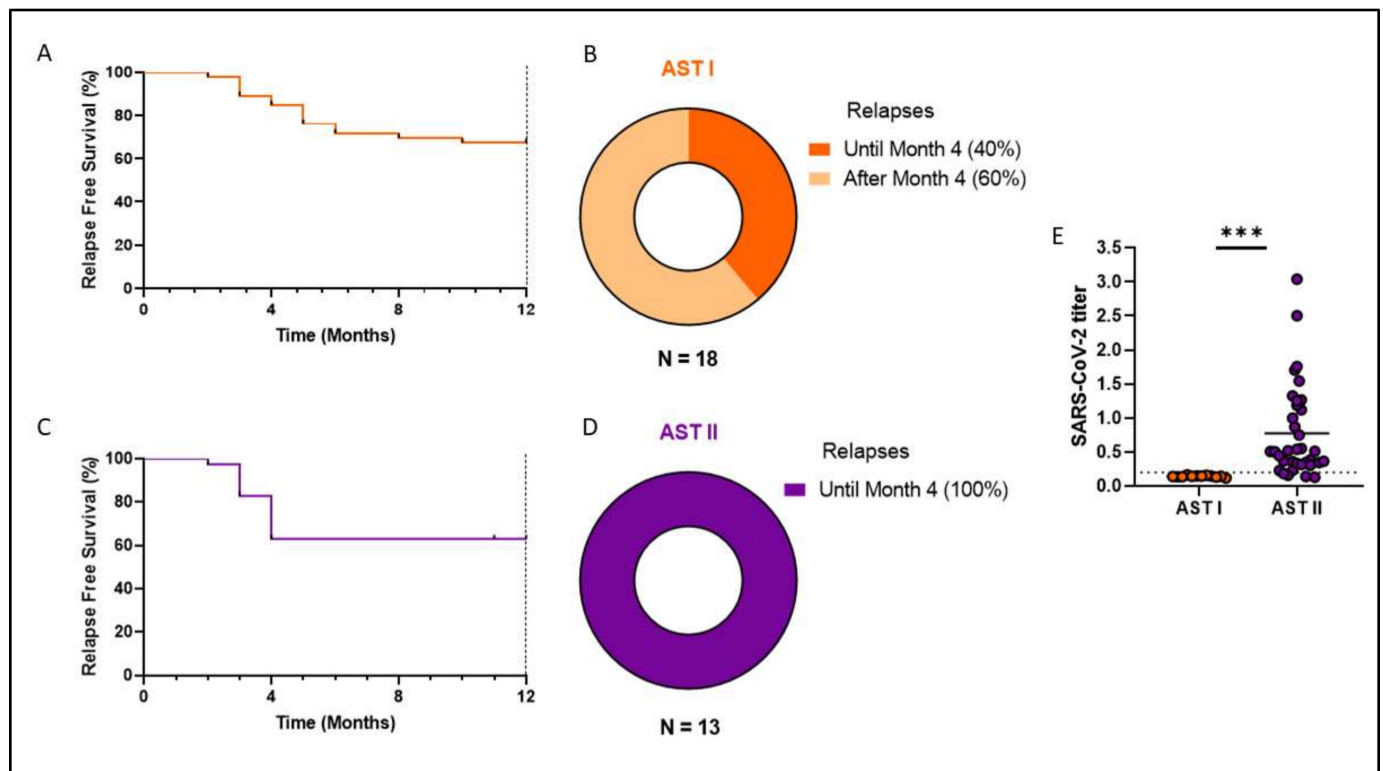 A
Relapse Free Survival (%)
100
80
60
40
20
0
0 4 8 12
Time (Months)
B
AST I
Relapses
Until Month 4 (40%)
After Month 4 (60%)
N = 18
C
Relapse Free Survival (%)
100
80
60
40
20
0
0 4 8 12
Time (Months)
D
AST II
Relapses
Until Month 4 (100%)
N = 13
E
***
SARS-CoV-2 titer
3.5
3.0
2.5
2.0
1.5
1.0
0.5
0.0
AST I AST II